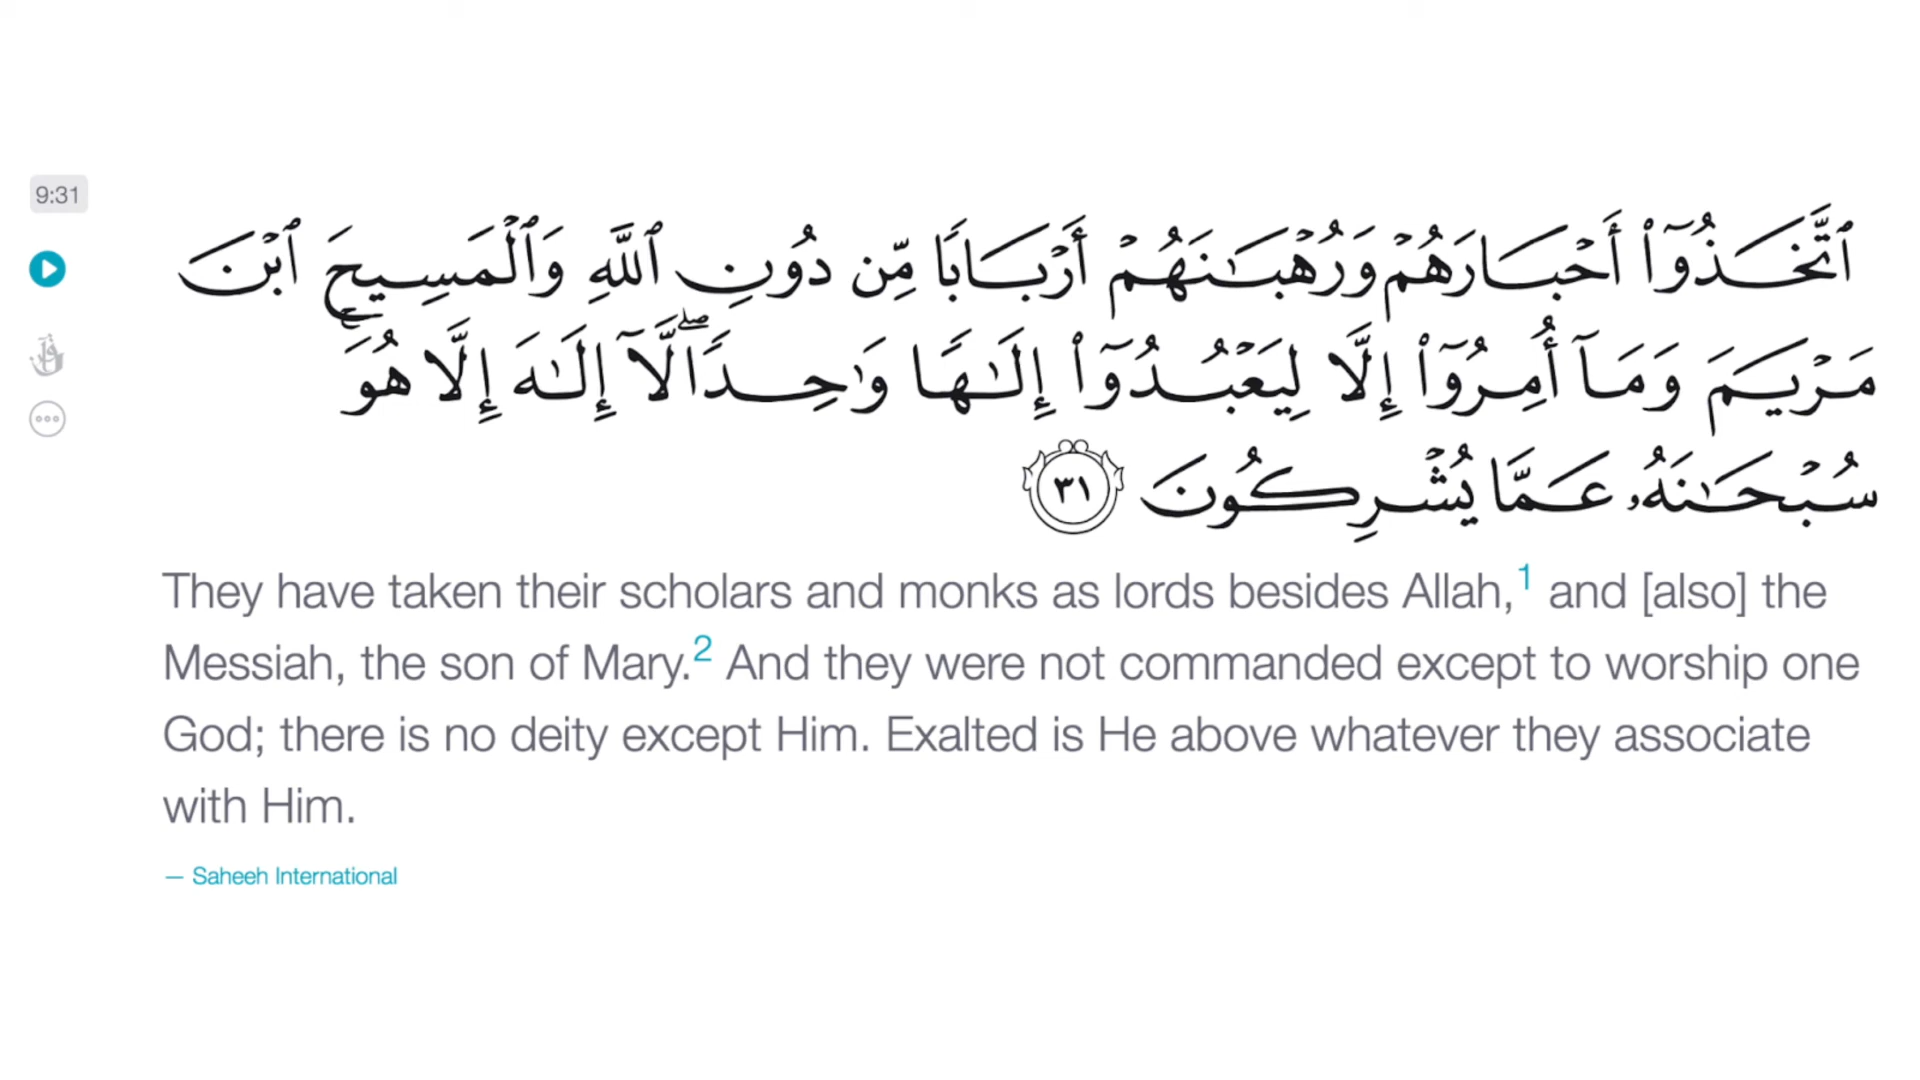 9:31
ٱتَّخَذُوٓا۟ أَحْبَارَهُمْ وَرُهْبَـٰنَهُمْ أَرْبَابًا مِّن دُونِ ٱللَّهِ وَٱلْمَسِيحَ ٱبْنَ
مَرْيَمَ وَمَآ أُمِرُوٓا۟ إِلَّا لِيَعْبُدُوٓا۟ إِلَـٰهًا وَٰحِدًا ۖ لَّآ إِلَـٰهَ إِلَّا هُوَ ۚ
سُبْحَـٰنَهُۥ عَمَّا يُشْرِكُونَ ٣١
They have taken their scholars and monks as lords besides Allah,1 and [also] the
Messiah, the son of Mary.2 And they were not commanded except to worship one
God; there is no deity except Him. Exalted is He above whatever they associate
with Him.
— Saheeh International